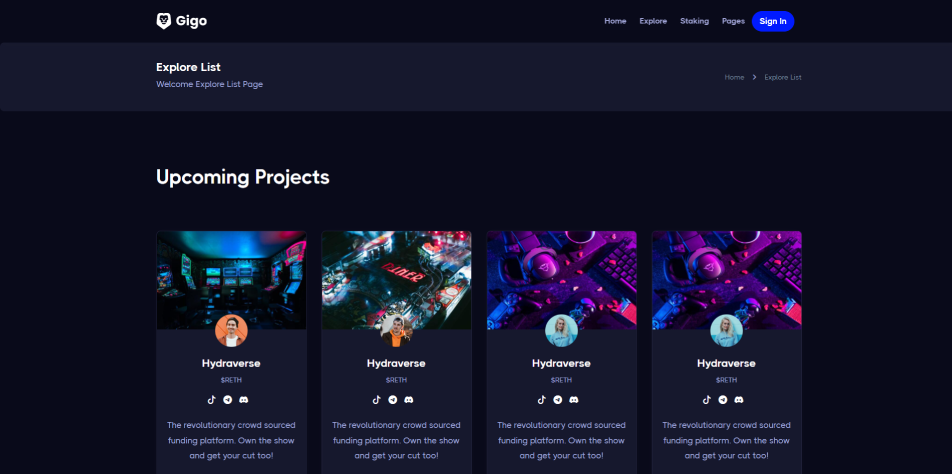 Gigo
Home Explore Staking Pages Sign In
Explore List
Welcome Explore List Page
Home > Explore List
Upcoming Projects
DINER
Hydraverse
$RETH
The revolutionary crowd sourced
funding platform. Own the show
and get your cut too!
Hydraverse
$RETH
The revolutionary crowd sourced
funding platform. Own the show
and get your cut too!
Hydraverse
$RETH
The revolutionary crowd sourced
funding platform. Own the show
and get your cut too!
Hydraverse
$RETH
The revolutionary crowd sourced
funding platform. Own the show
and get your cut too!